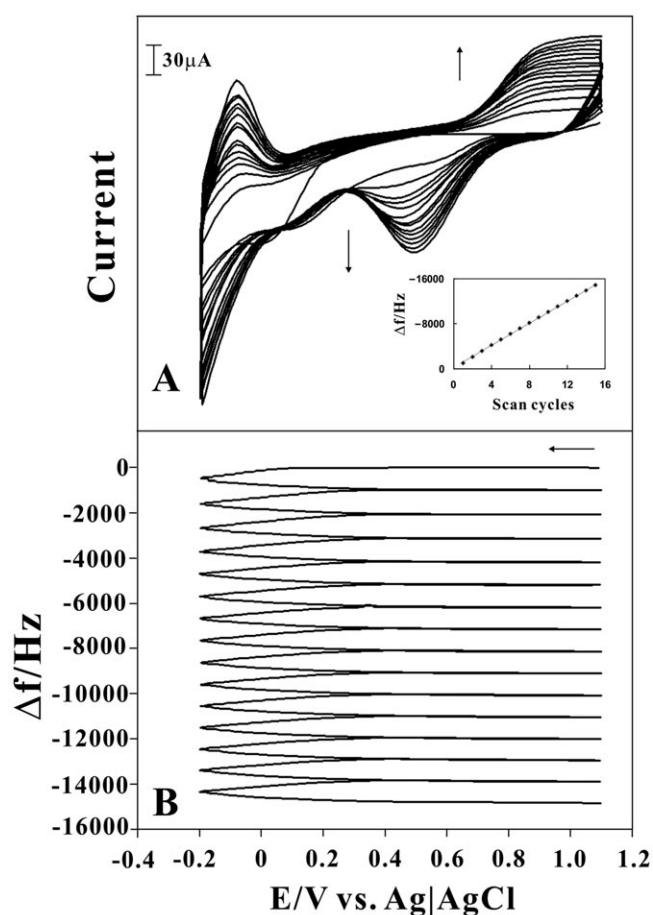 30μA
Current
A
−16000
−8000
0
Δf/Hz
0 4 8 12 16
Scan cycles
0
-2000
-4000
-6000
-8000
-10000
-12000
-14000
-16000
Δf/Hz
B
-0.4 -0.2 0 0.2 0.4 0.6 0.8 1.0 1.2
E/V vs. Ag|AgCl